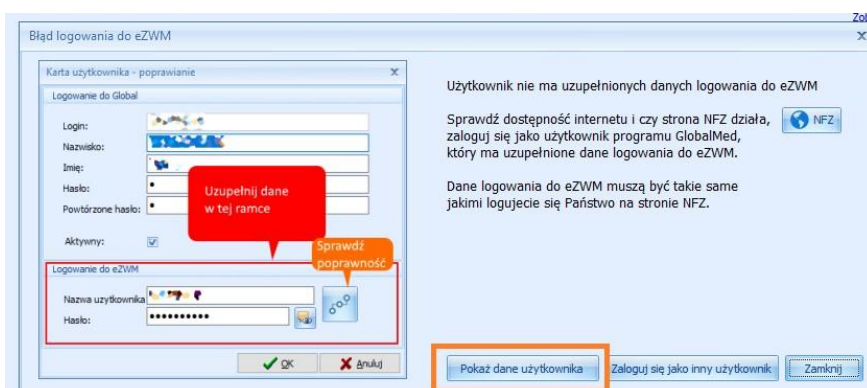 Błąd logowania do eZWM
Karta użytkownika - poprawianie
Logowanie do Global
Login:
Nazwisko:
Imię:
Hasło:
Powtórzone hasło:
Uzupełnij dane
w tej ramce
Aktywny:
Sprawdź
poprawność
Logowanie do eZWM
Nazwa użytkownika
Hasło:
OK
Anuluj
Użytkownik nie ma uzupełnionych danych logowania do eZWM
Sprawdź dostępność internetu i czy strona NFZ działa,
zaloguj się jako użytkownik programu GlobalMed,
który ma uzupełnione dane logowania do eZWM.
NFZ
Dane logowania do eZWM muszą być takie same
jakimi logujecie się Państwo na stronie NFZ.
Pokaż dane użytkownika
Zaloguj się jako inny użytkownik
Zamknij